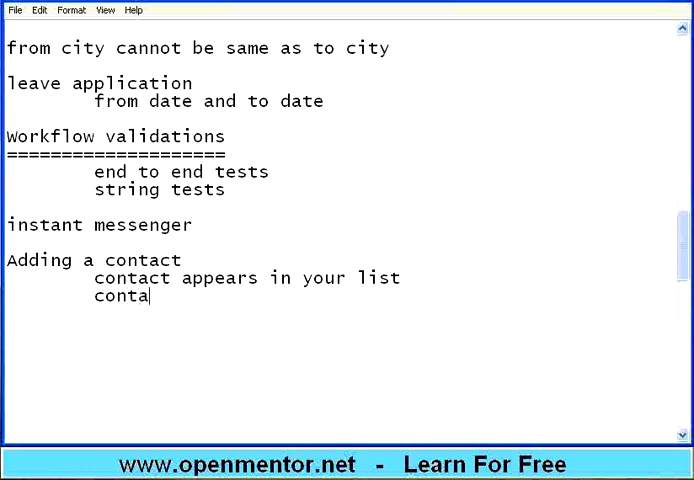 File Edit Format View Help
from city cannot be same as to city
leave application
from date and to date
Workflow validations
====================
end to end tests
string tests
instant messenger
Adding a contact
contact appears in your list
conta
www.openmentor.net - Learn For Free